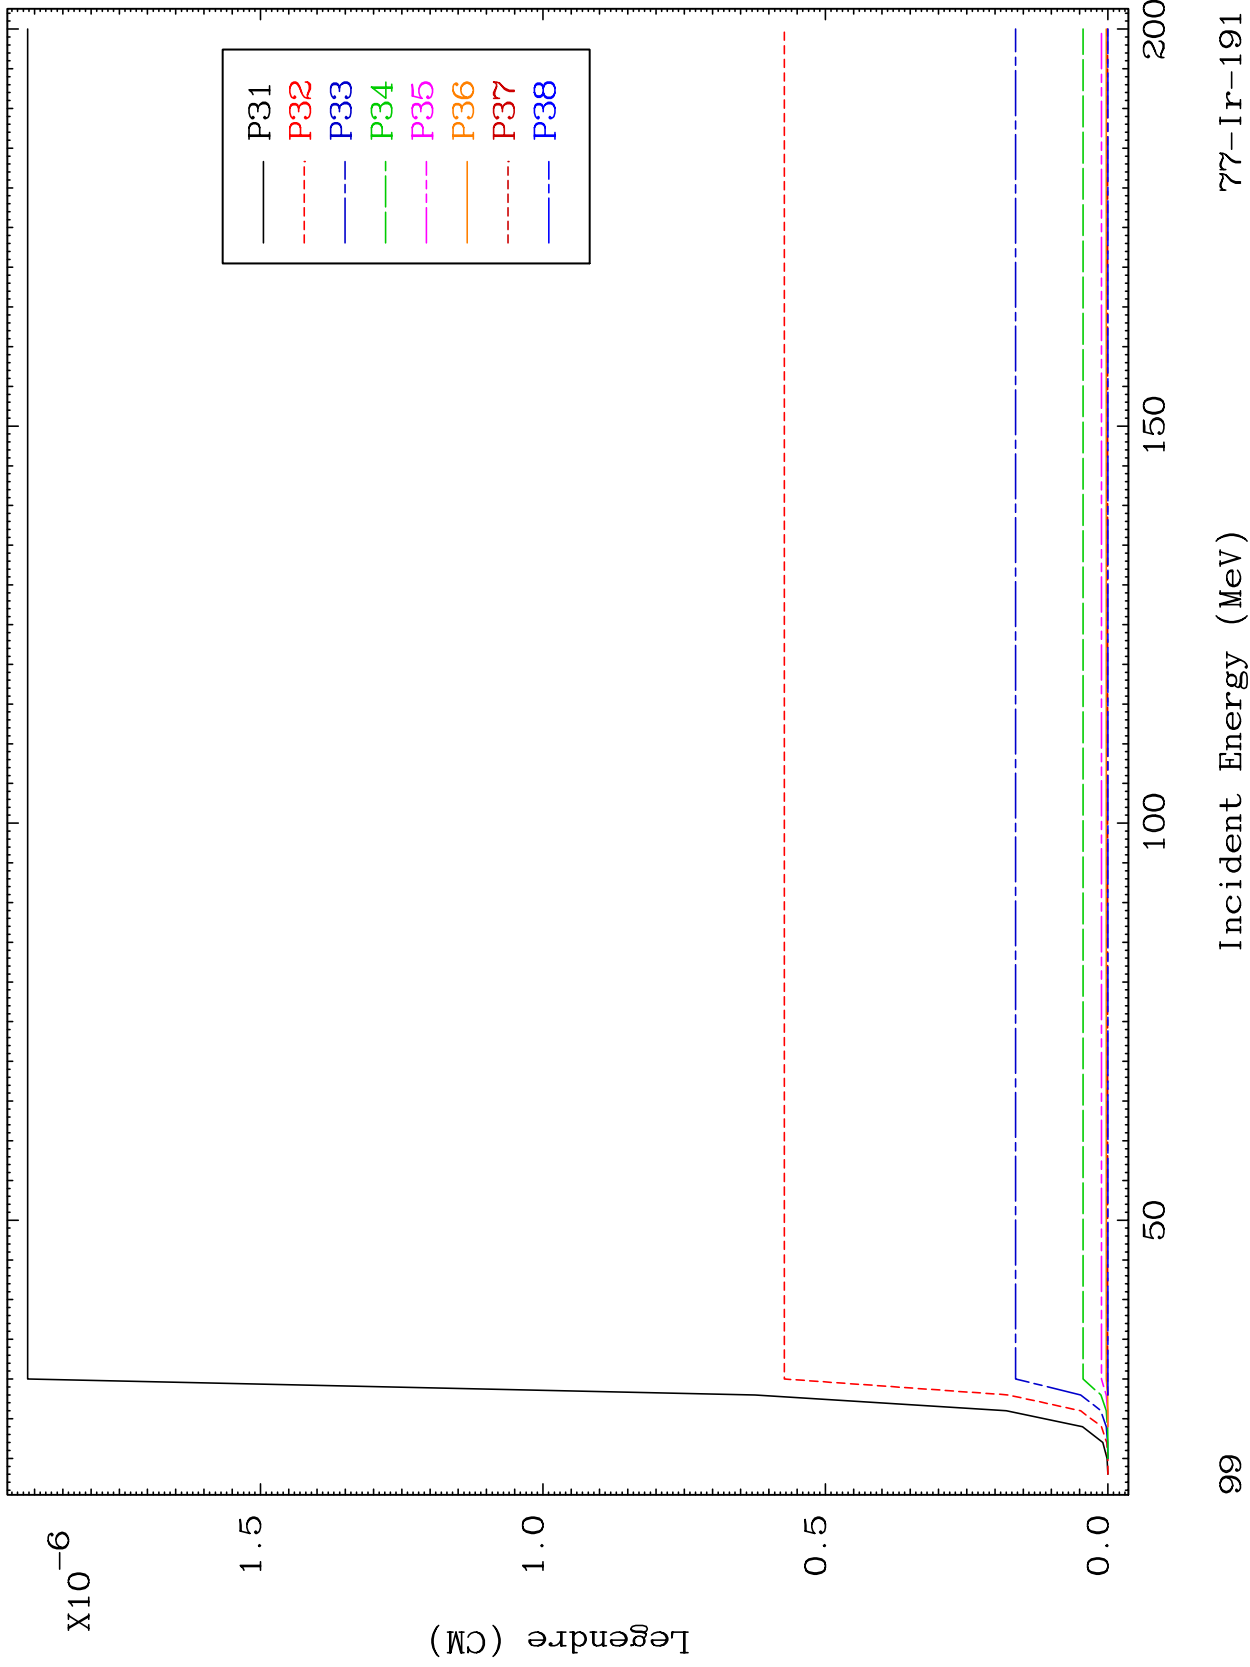 X10-6
1.5
1.0
0.5
0.0
Legendre (CM)
P31
P32
P33
P34
P35
P36
P37
P38
50
100
150
200
Incident Energy (MeV)
99
77-Ir-191